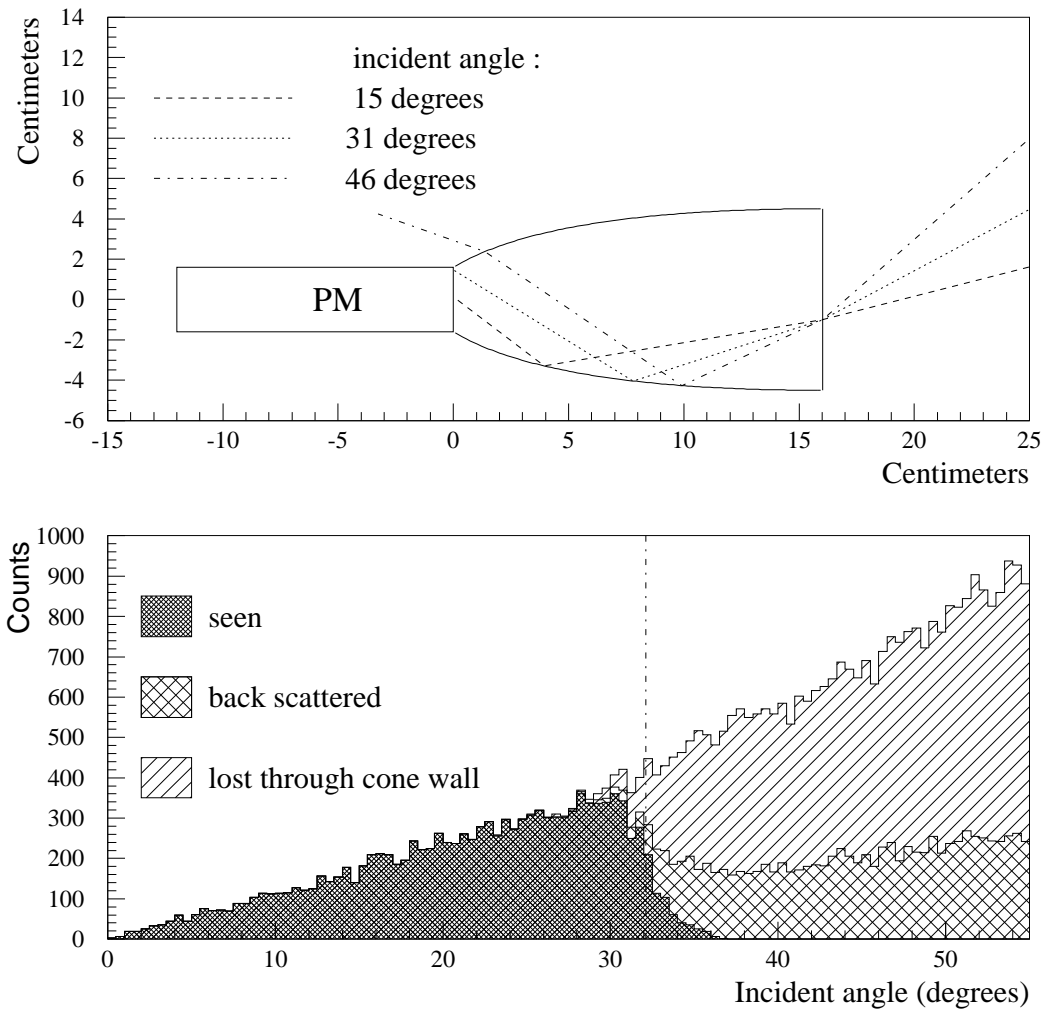 Centimeters
14
12
10
8
6
4
2
0
-2
-4
-6
incident angle :
15 degrees
31 degrees
46 degrees
PM
-15 -10 -5 0 5 10 15 20 25
Centimeters
Counts
1000
900
800
700
600
500
400
300
200
100
0
seen
back scattered
lost through cone wall
0 10 20 30 40 50
Incident angle (degrees)